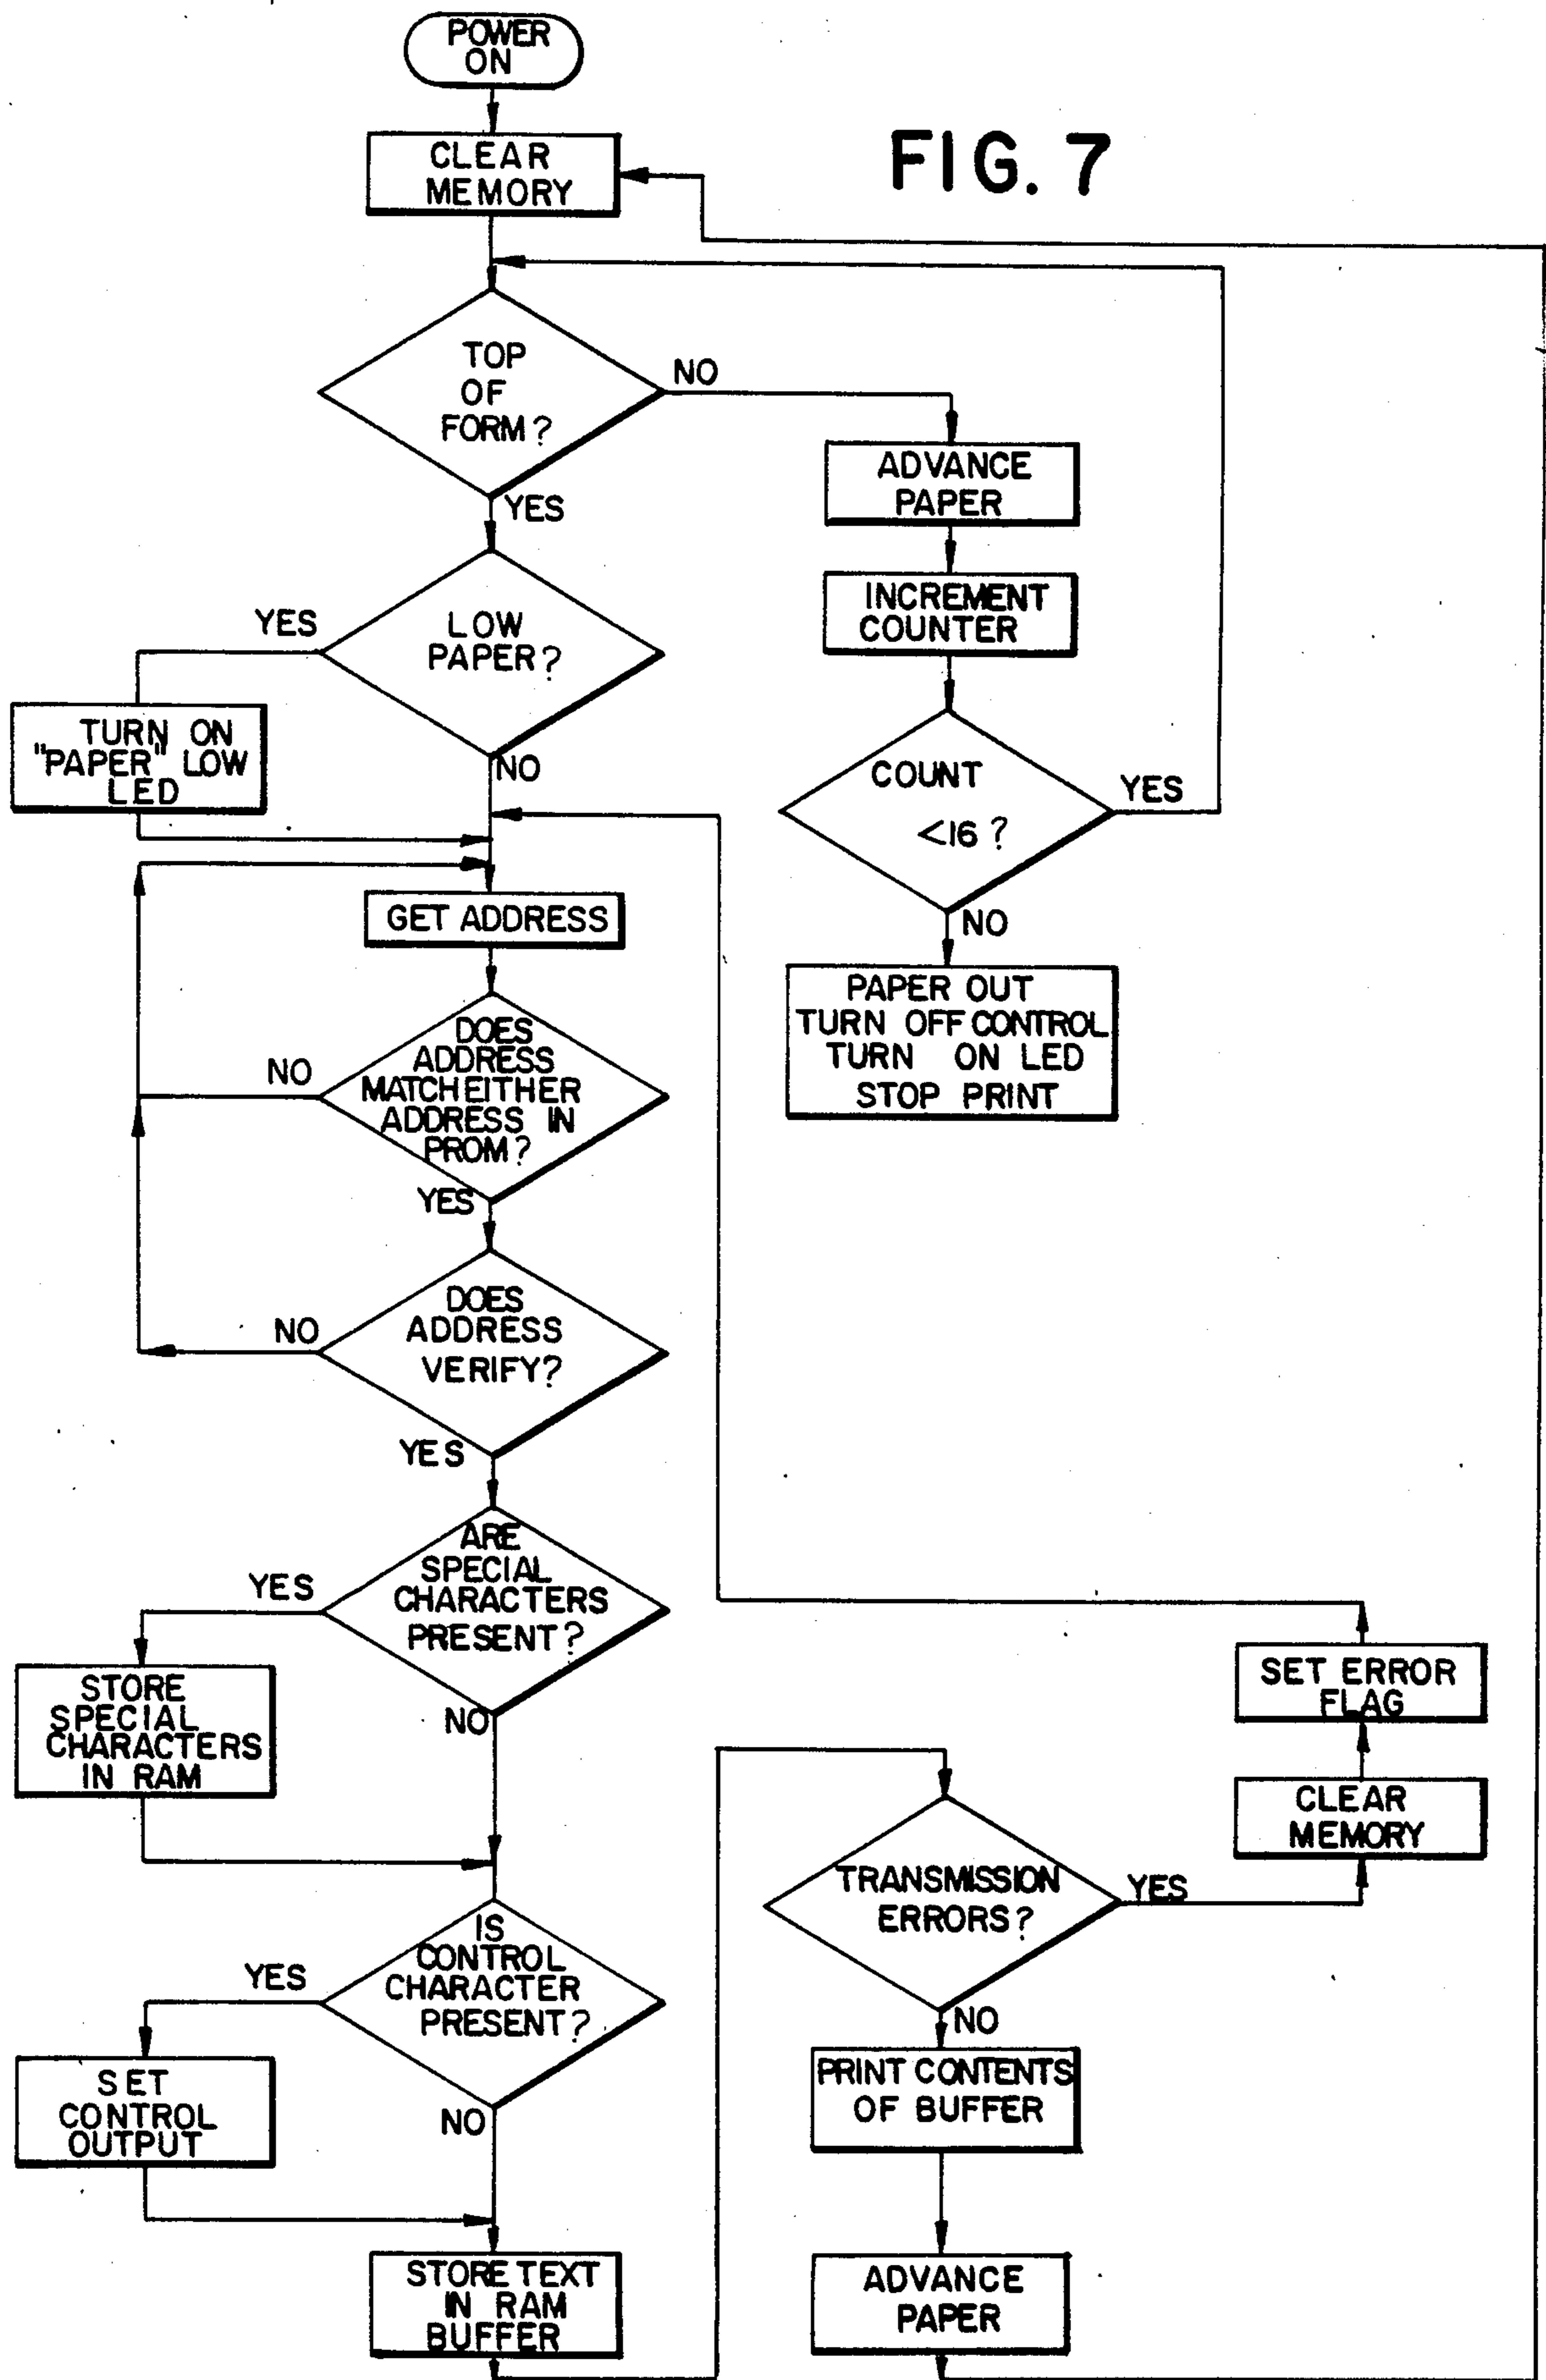 POWER
ON
CLEAR
MEMORY
FIG. 7
TOP
OF
FORM?
NO
YES
ADVANCE
PAPER
INCREMENT
COUNTER
COUNT
<16 ?
YES
NO
PAPER OUT
TURN OFF CONTROL
TURN ON LED
STOP PRINT
LOW
PAPER?
YES
NO
TURN ON
"PAPER" LOW
LED
GET ADDRESS
DOES
ADDRESS
MATCH EITHER
ADDRESS IN
PROM?
NO
YES
DOES
ADDRESS
VERIFY?
NO
YES
ARE
SPECIAL
CHARACTERS
PRESENT?
YES
NO
STORE
SPECIAL
CHARACTERS
IN RAM
IS
CONTROL
CHARACTER
PRESENT?
YES
NO
SET
CONTROL
OUTPUT
STORE TEXT
IN RAM
BUFFER
TRANSMISSION
ERRORS?
YES
NO
CLEAR
MEMORY
SET ERROR
FLAG
PRINT CONTENTS
OF BUFFER
ADVANCE
PAPER